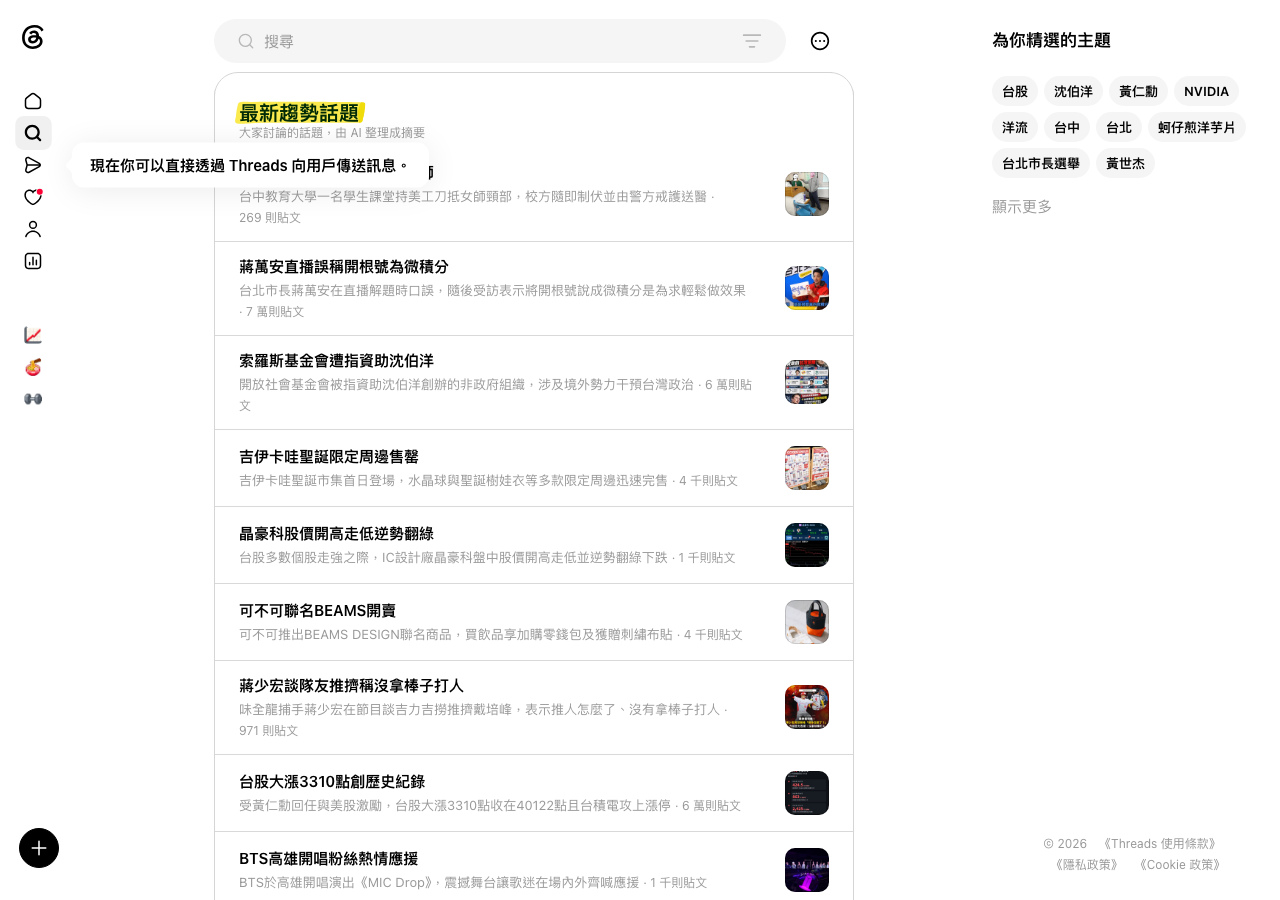 搜尋
最新趨勢話題
大家討論的話題，由 AI 整理成摘要
現在你可以直接透過 Threads 向用戶傳送訊息。
台中教育大學一名學生課堂持美工刀抵女師頸部，校方隨即制伏並由警方戒護送醫 ·
269 則貼文
蔣萬安直播誤稱開根號為微積分
台北市長蔣萬安在直播解題時口誤，隨後受訪表示將開根號說成微積分是為求輕鬆做效果
· 7 萬則貼文
索羅斯基金會遭指資助沈伯洋
開放社會基金會被指資助沈伯洋創辦的非政府組織，涉及境外勢力干預台灣政治 · 6 萬則貼
文
吉伊卡哇聖誕限定周邊售罄
吉伊卡哇聖誕市集首日登場，水晶球與聖誕樹娃衣等多款限定周邊迅速完售 · 4 千則貼文
晶豪科股價開高走低逆勢翻綠
台股多數個股走強之際，IC設計廠晶豪科盤中股價開高走低並逆勢翻綠下跌 · 1 千則貼文
可不可聯名BEAMS開賣
可不可推出BEAMS DESIGN聯名商品，買飲品享加購零錢包及獲贈刺繡布貼 · 4 千則貼文
蔣少宏談隊友推擠稱沒拿棒子打人
味全龍捕手蔣少宏在節目談吉力吉撈推擠戴培峰，表示推人怎麼了、沒有拿棒子打人 ·
971 則貼文
台股大漲3310點創歷史紀錄
受黃仁勳回任與美股激勵，台股大漲3310點收在40122點且台積電攻上漲停 · 6 萬則貼文
BTS高雄開唱粉絲熱情應援
BTS於高雄開唱演出《MIC Drop》，震撼舞台讓歌迷在場內外齊喊應援 · 1 千則貼文
為你精選的主題
台股 沈伯洋 黃仁勳 NVIDIA
洋流 台中 台北 蚵仔煎洋芋片
台北市長選舉 黃世杰
顯示更多
© 2026 《Threads 使用條款》
《隱私政策》 《Cookie 政策》